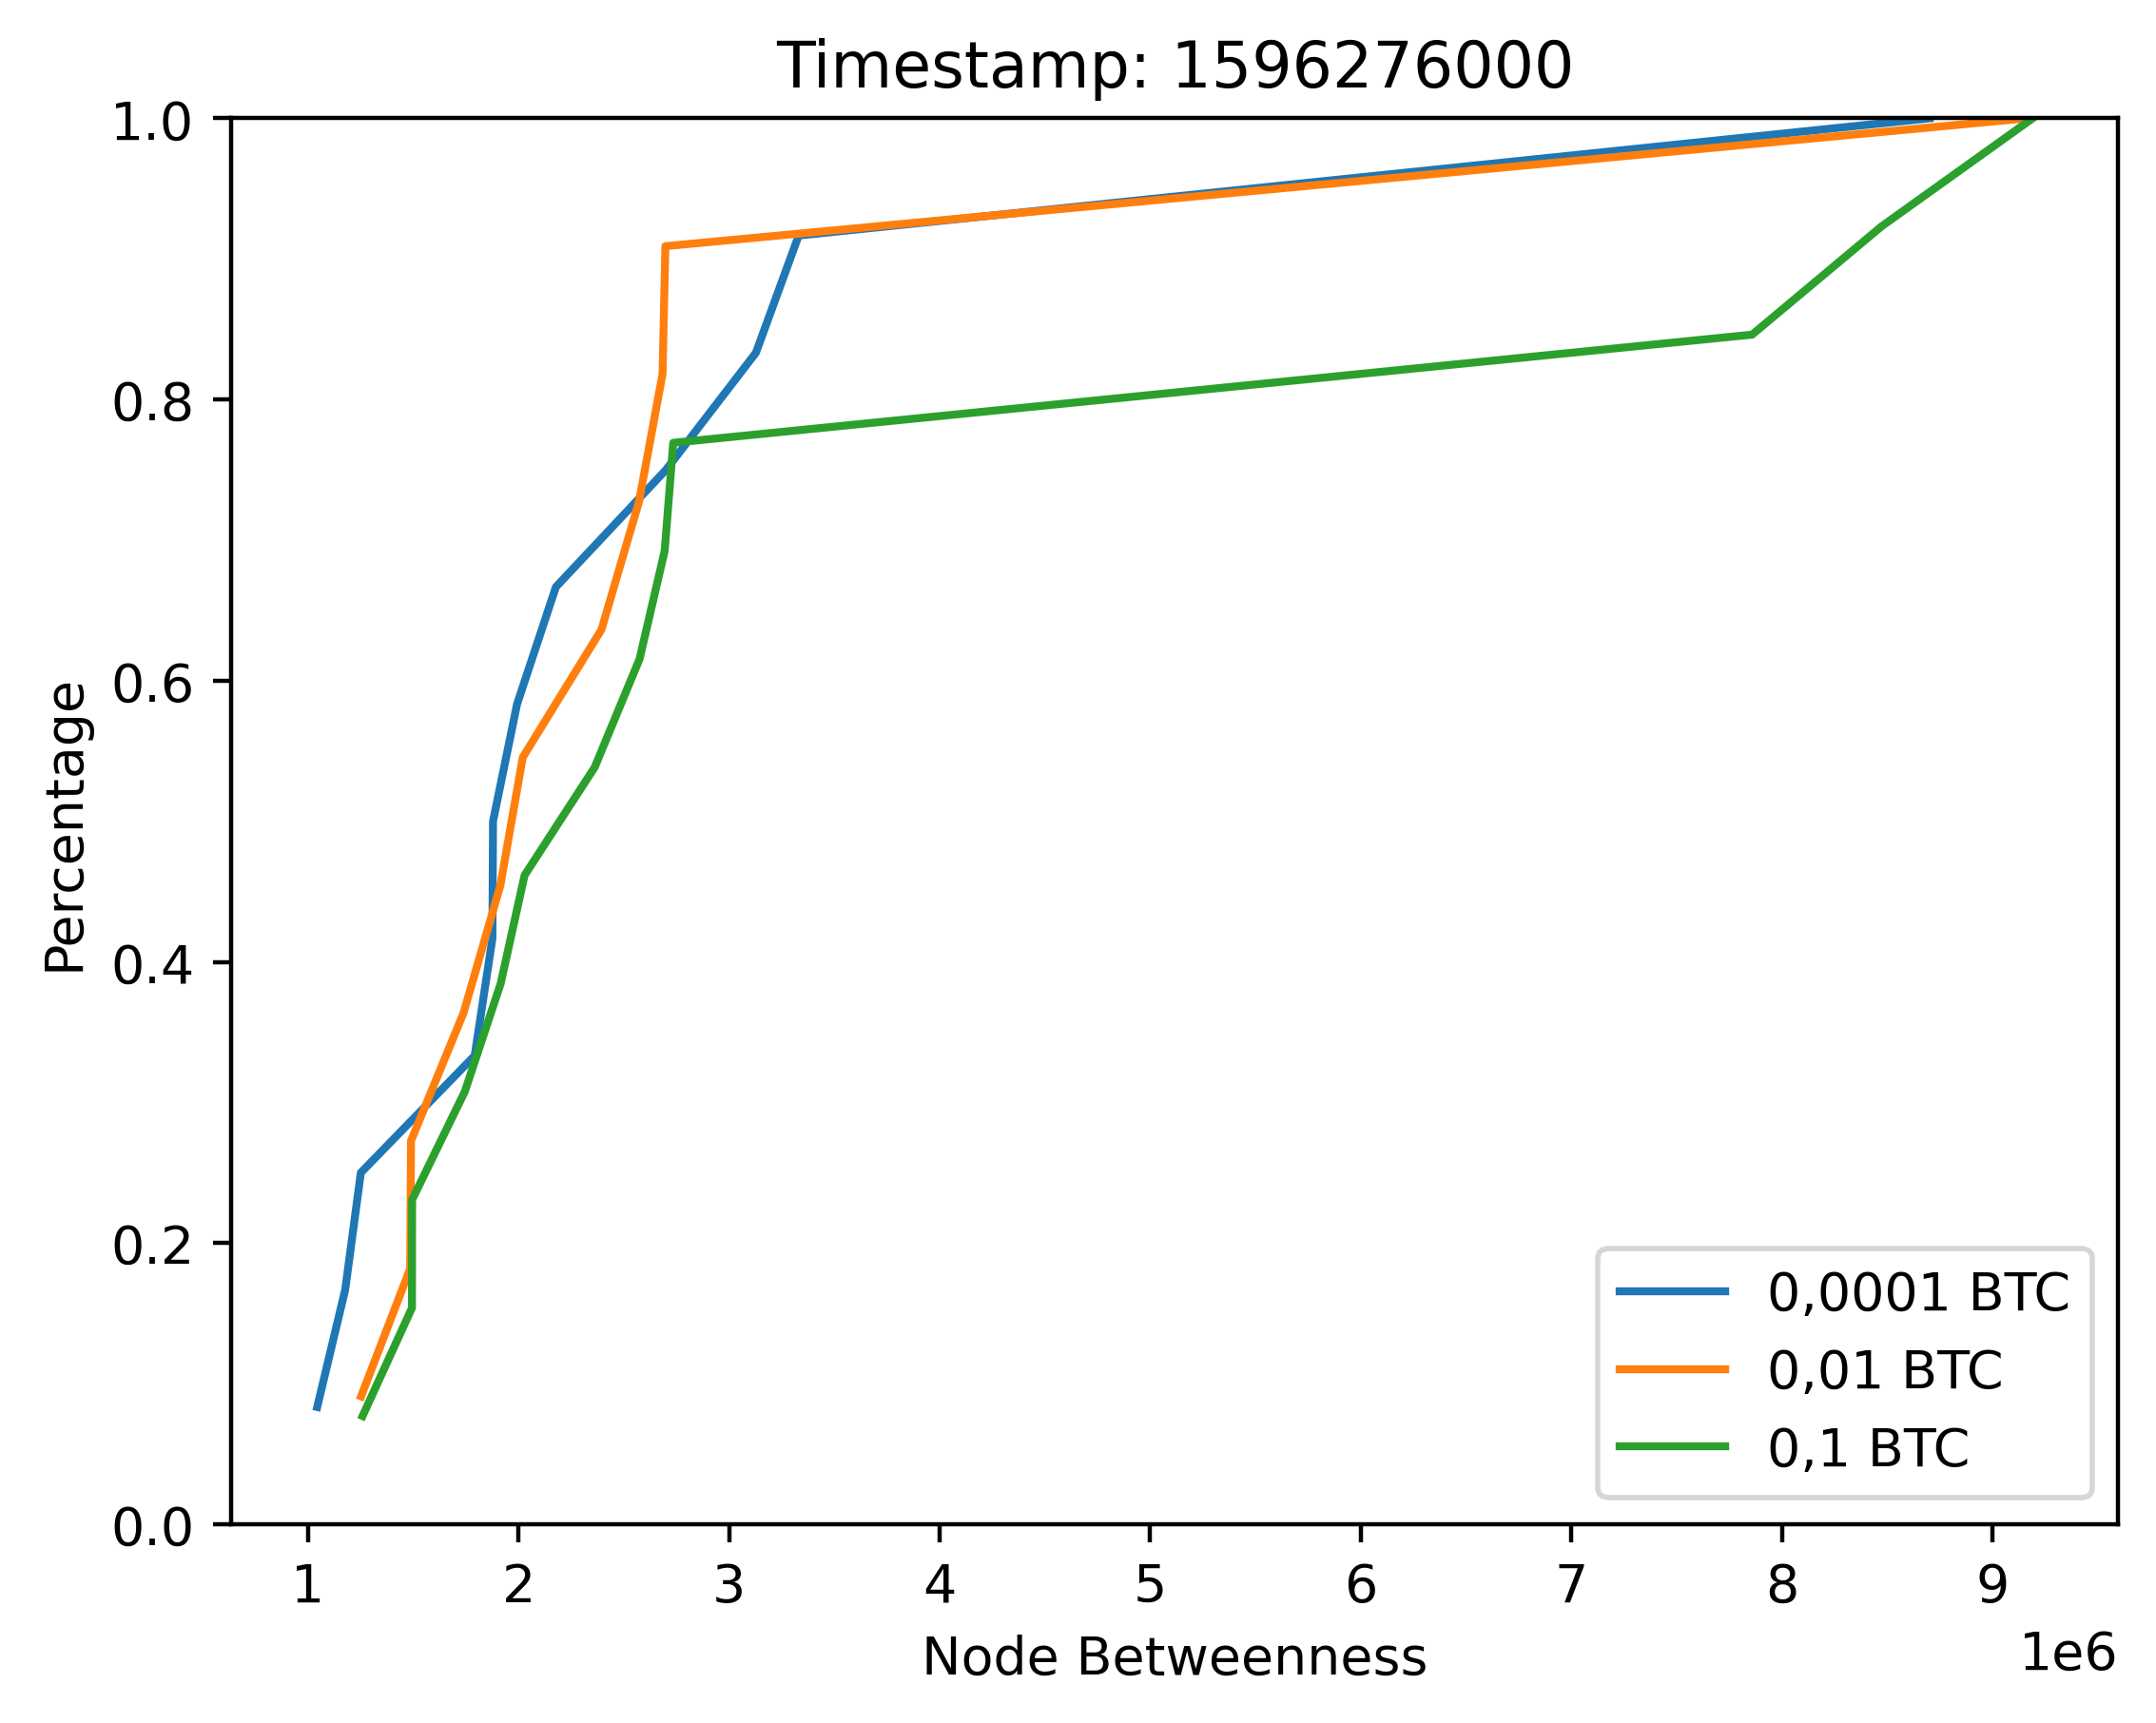 Timestamp: 1596276000
1.0
0.8
0.6
0.4
0.2
0.0
Percentage
0,0001 BTC
0,01 BTC
0,1 BTC
1 2 3 4 5 6 7 8 9
Node Betweenness
1e6